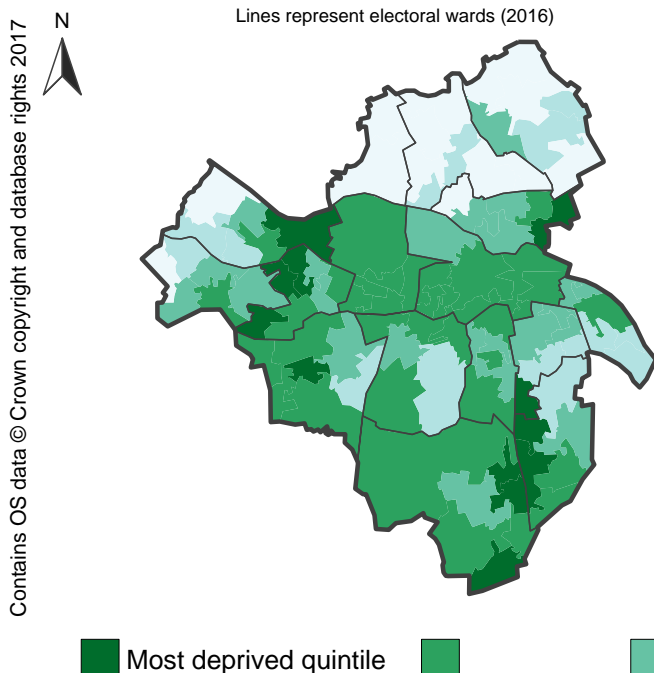 Lines represent electoral wards (2016)
N
Contains OS data © Crown copyright and database rights 2017
Most deprived quintile